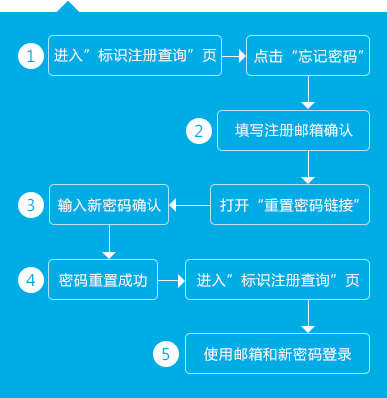 1 进入”标识注册查询”页 点击“忘记密码”
2 填写注册邮箱确认
打开“重置密码链接”
3 输入新密码确认
4 密码重置成功 进入”标识注册查询”页
5 使用邮箱和新密码登录